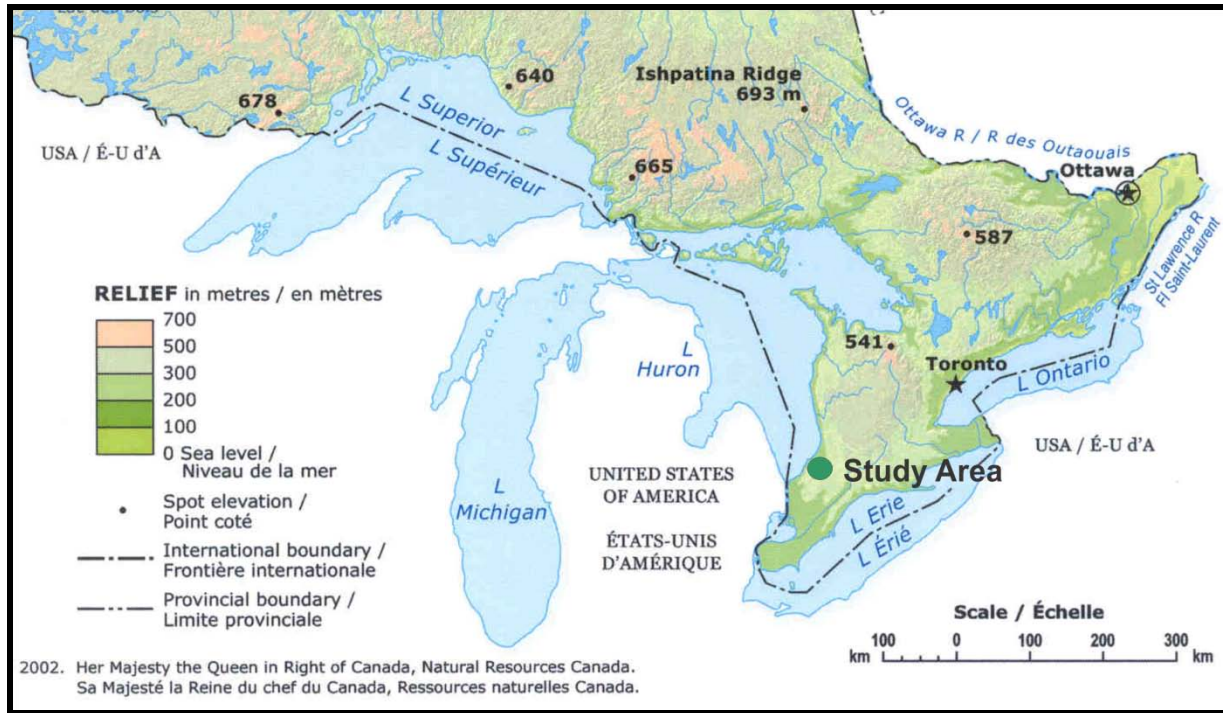 640
Ishpatina Ridge
693 m
678
L Superior
L Supérieur
USA / É-U d'A
665
Ottawa R / R des Outaouais
Ottawa
587
St Lawrence R
Fl Saint-Laurent
RELIEF in metres / en mètres
700
500
300
200
100
0 Sea level /
Niveau de la mer
541
L
Huron
Toronto
L Ontario
USA / É-U d'A
UNITED STATES
OF AMERICA
ÉTATS-UNIS
D'AMÉRIQUE
Study Area
L
Michigan
L Erie
L Érié
Spot elevation /
Point coté
International boundary /
Frontière internationale
Provincial boundary /
Limite provinciale
Scale / Échelle
100 0 100 200 300
km km
2002. Her Majesty the Queen in Right of Canada, Natural Resources Canada.
Sa Majesté la Reine du chef du Canada, Ressources naturelles Canada.